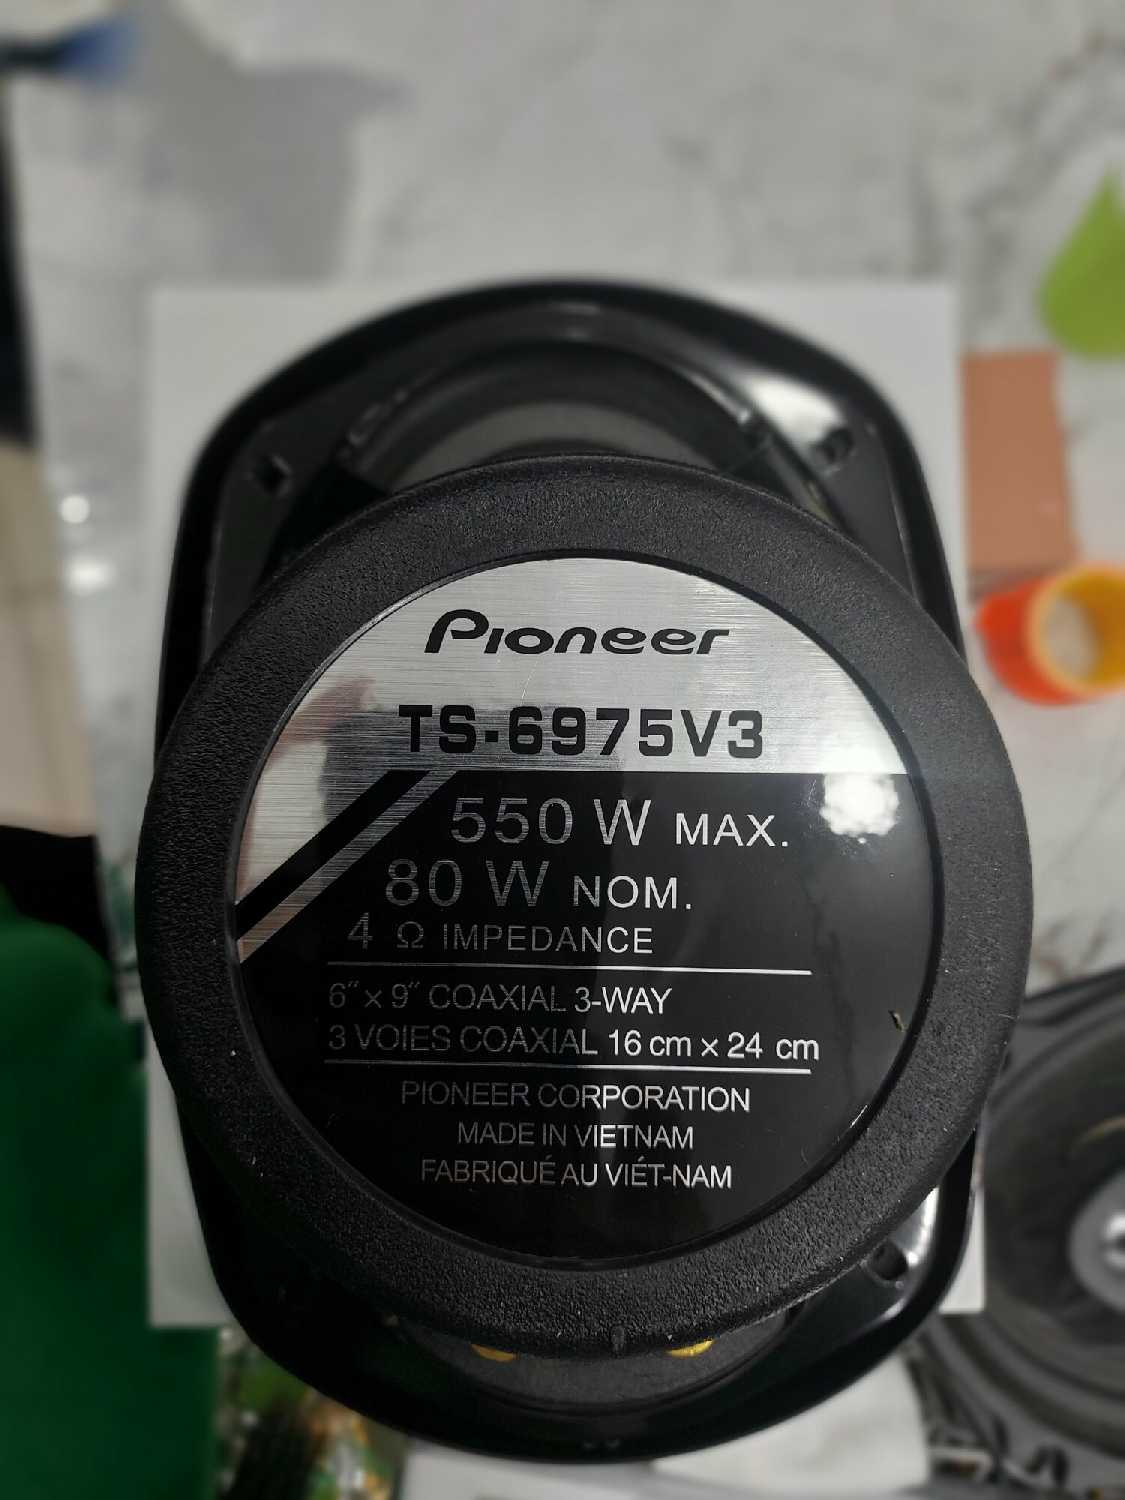 Pioneer
TS-6975V3
550 W MAX.
80 W NOM.
4 Ω IMPEDANCE
6″ x 9″ COAXIAL 3-WAY
3 VOIES COAXIAL 16 cm x 24 cm
PIONEER CORPORATION
MADE IN VIETNAM
FABRIQUÉ AU VIÉT-NAM